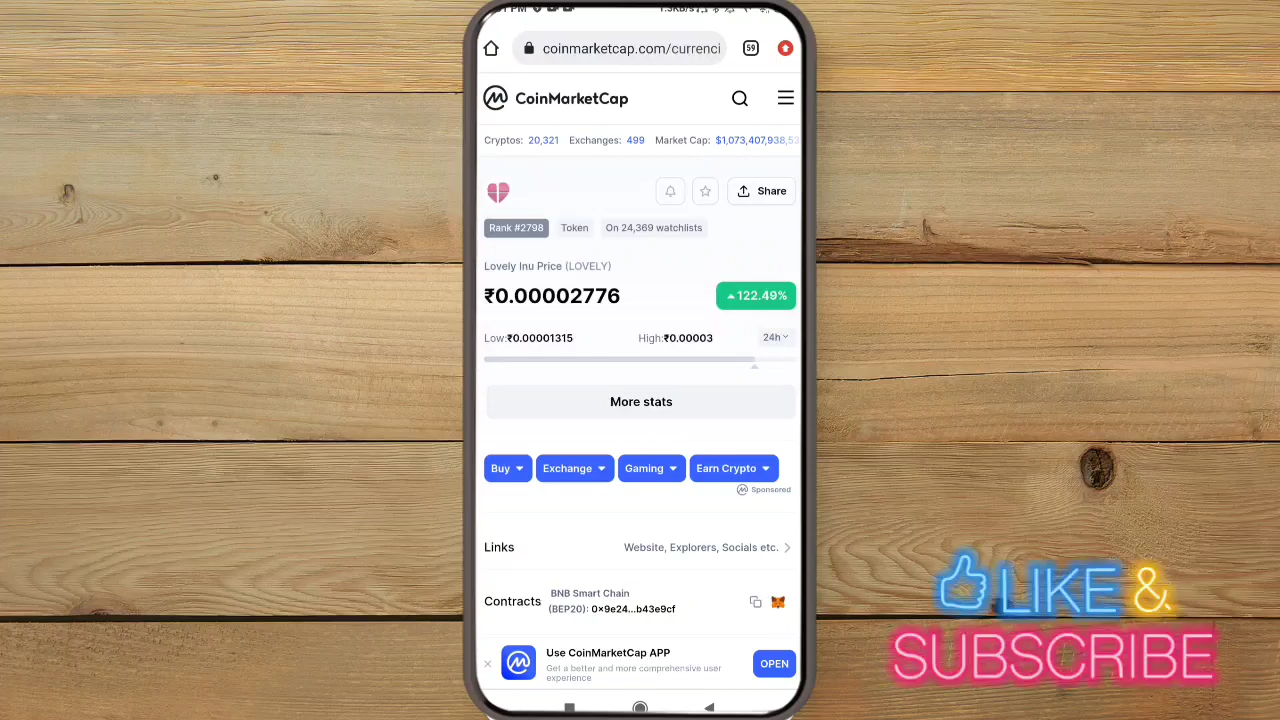 coinmarketcap.com/currenci
59
CoinMarketCap
Cryptos: 20,321 Exchanges: 499 Market Cap: $1,073,407,938,53
Share
Rank #2798 Token On 24,369 watchlists
Lovely Inu Price (LOVELY)
₹0.00002776 122.49%
Low:₹0.00001315 High:₹0.00003 24h
More stats
Buy Exchange Gaming Earn Crypto
Sponsored
Links Website, Explorers, Socials etc.
Contracts BNB Smart Chain
(BEP20): 0x9e24...b43e9cf
Use CoinMarketCap APP
Get a better and more comprehensive user
experience
OPEN
LIKE &
SUBSCRIBE